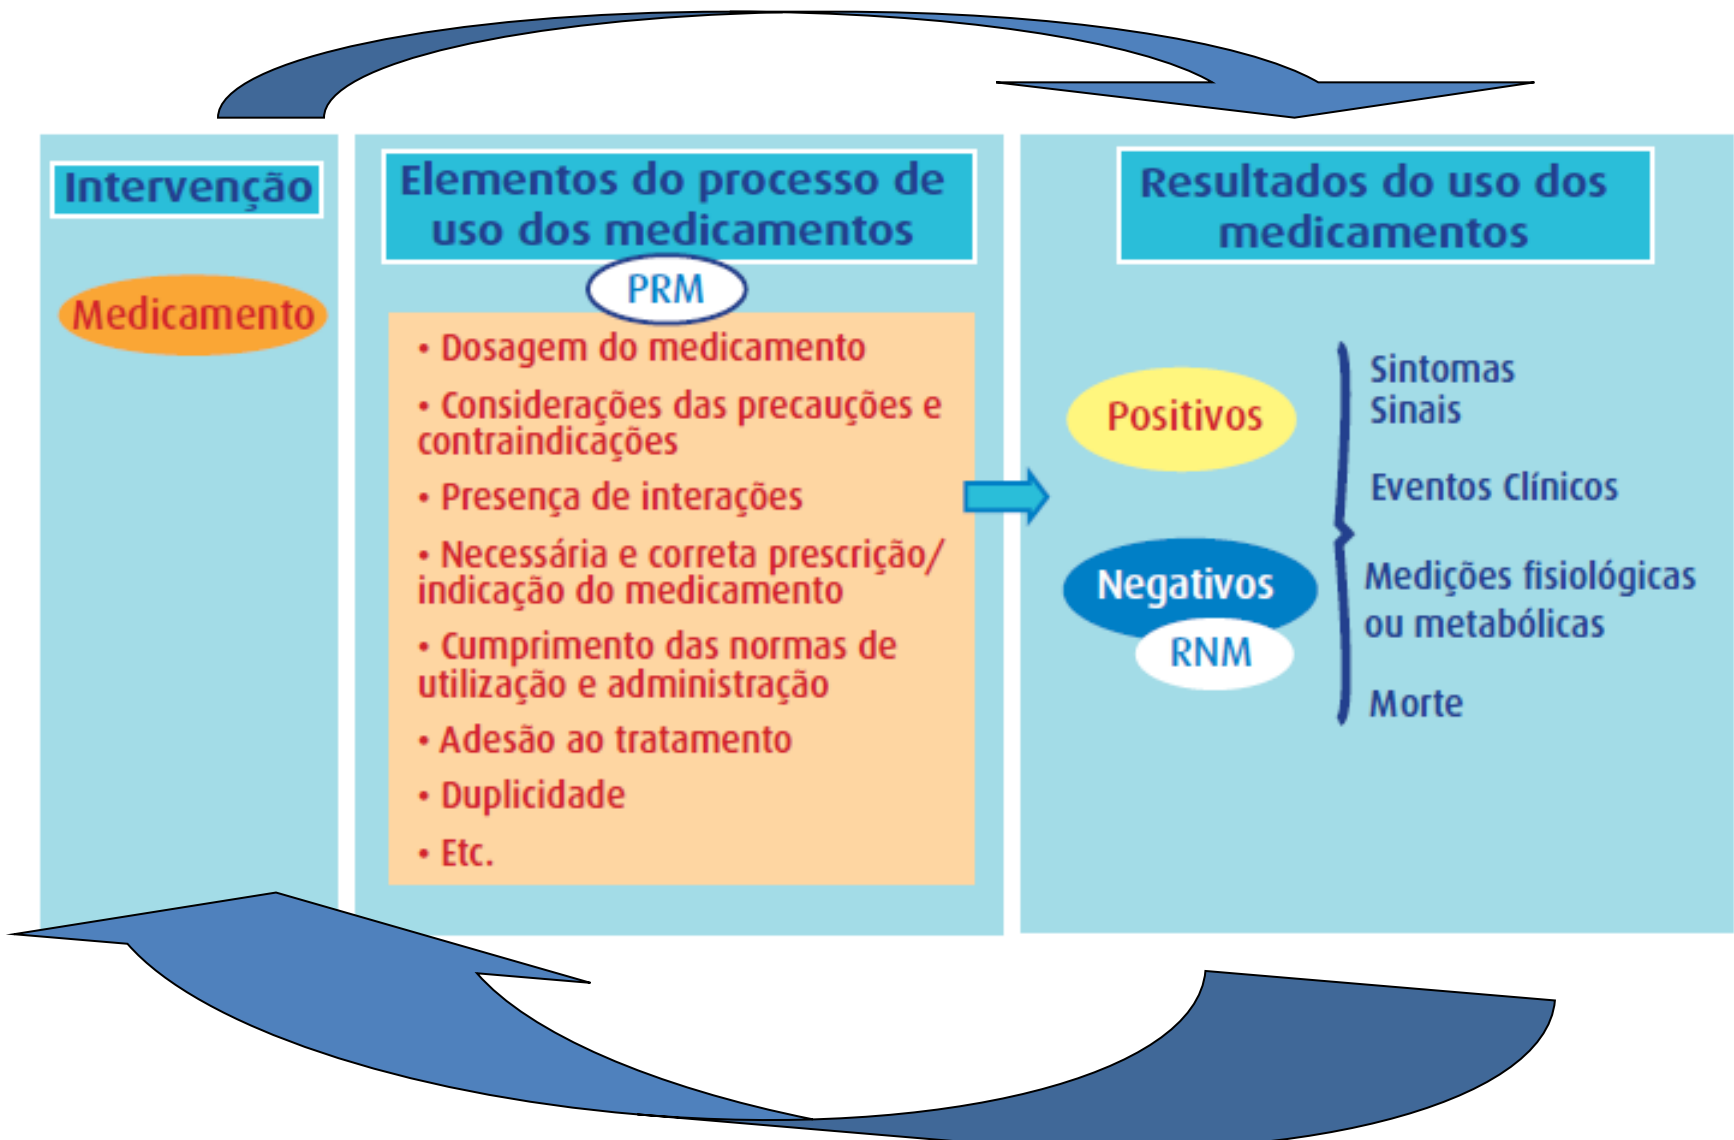 Intervenção
Medicamento
Elementos do processo de
uso dos medicamentos
PRM
• Dosagem do medicamento
• Considerações das precauções e
contraindicações
• Presença de interações
• Necessária e correta prescrição/
indicação do medicamento
• Cumprimento das normas de
utilização e administração
• Adesão ao tratamento
• Duplicidade
• Etc.
Resultados do uso dos
medicamentos
Positivos
Negativos
RNM
Sintomas
Sinais
Eventos Clínicos
Medições fisiológicas
ou metabólicas
Morte